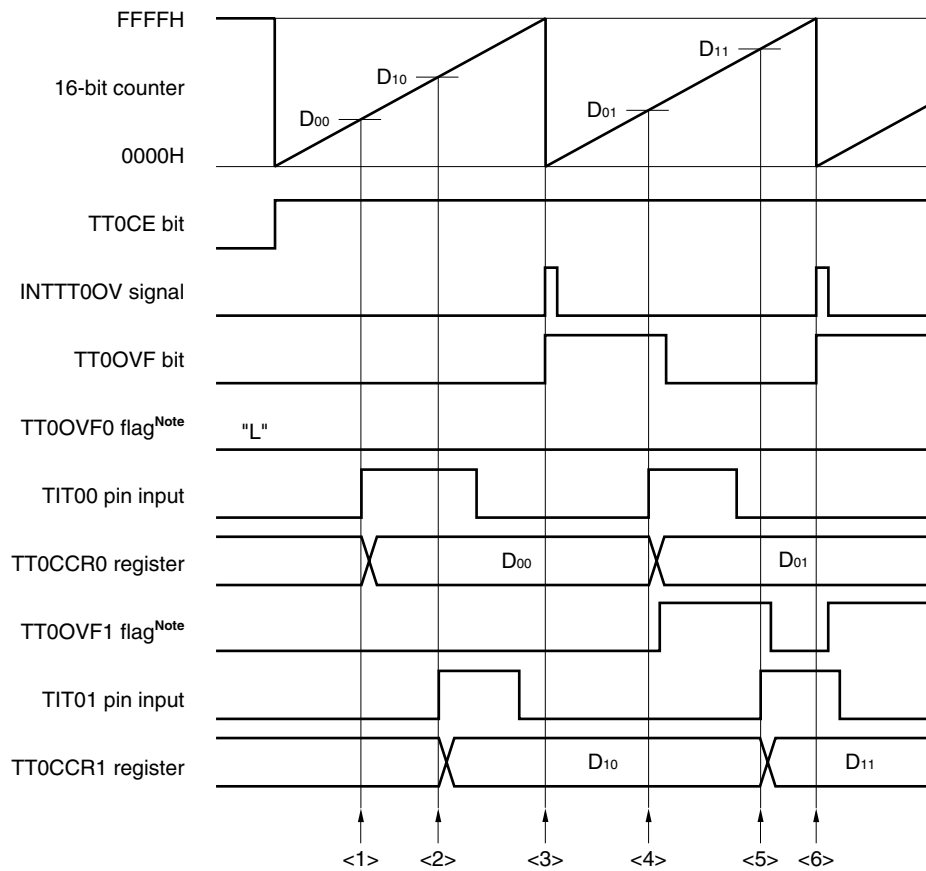 FFFFH
D11
D10
16-bit counter
D01
D00
0000H
TT0CE bit
INTTT0OV signal
TT0OVF bit
TT0OVF0 flagNote "L"
TIT00 pin input
TT0CCR0 register D00 D01
TT0OVF1 flagNote
TIT01 pin input
TT0CCR1 register D10 D11
<1> <2> <3> <4> <5> <6>